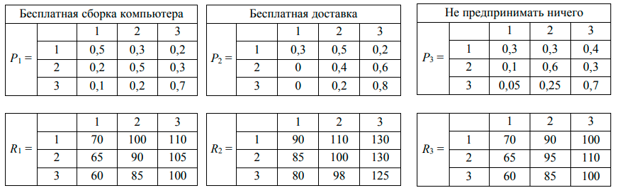 Бесплатная сборка компьютера
1 2 3
1 0,5 0,3 0,2
P₁ = 2 0,2 0,5 0,3
3 0,1 0,2 0,7
Бесплатная доставка
1 2 3
1 0,3 0,5 0,2
P₂ = 2 0 0,4 0,6
3 0 0,2 0,8
Не предпринимать ничего
1 2 3
1 0,3 0,3 0,4
P₃ = 2 0,1 0,6 0,3
3 0,05 0,25 0,7
1 2 3
1 70 100 110
R₁ = 2 65 90 105
3 60 85 100
1 2 3
1 90 110 130
R₂ = 2 85 100 130
3 80 98 125
1 2 3
1 70 90 100
R₃ = 2 65 95 110
3 60 85 100